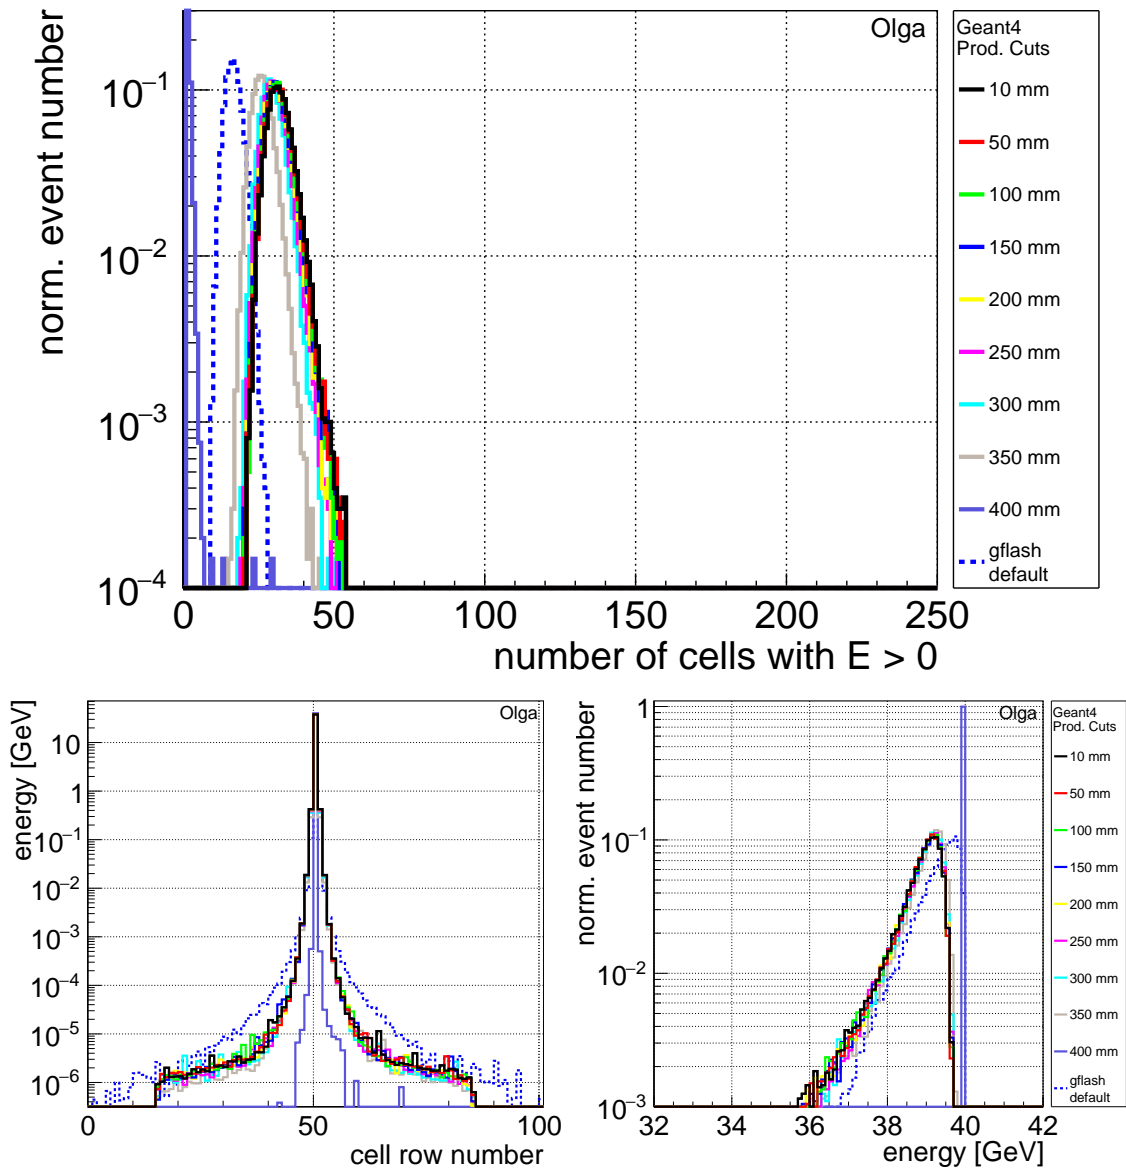 norm. event number
10⁻¹
10⁻²
10⁻³
10⁻⁴
Olga
0 50 100 150 200 250
number of cells with E > 0
Geant4
Prod. Cuts
10 mm
50 mm
100 mm
150 mm
200 mm
250 mm
300 mm
350 mm
400 mm
gflash
default
energy [GeV]
10
1
10⁻¹
10⁻²
10⁻³
10⁻⁴
10⁻⁵
10⁻⁶
Olga
0 50 100
cell row number
norm. event number
1
10⁻¹
10⁻²
10⁻³
Olga
32 34 36 38 40 42
energy [GeV]
Geant4
Prod. Cuts
10 mm
50 mm
100 mm
150 mm
200 mm
250 mm
300 mm
350 mm
400 mm
gflash
default